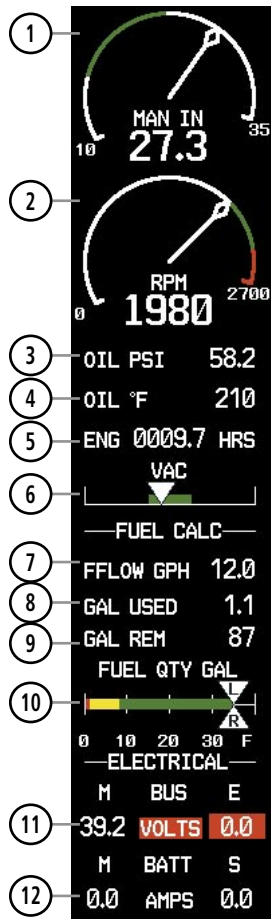 1
MAN IN
10 27.3 35
2
RPM
0 1980 2700
3 OIL PSI 58.2
4 OIL °F 210
5 ENG 0009.7 HRS
VAC
6
FUEL CALC
7 FFLOW GPH 12.0
8 GAL USED 1.1
9 GAL REM 87
FUEL QTY GAL
L
10
R
0 10 20 30 F
ELECTRICAL
M BUS E
11 39.2 VOLTS 0.0
M BATT S
12 0.0 AMPS 0.0